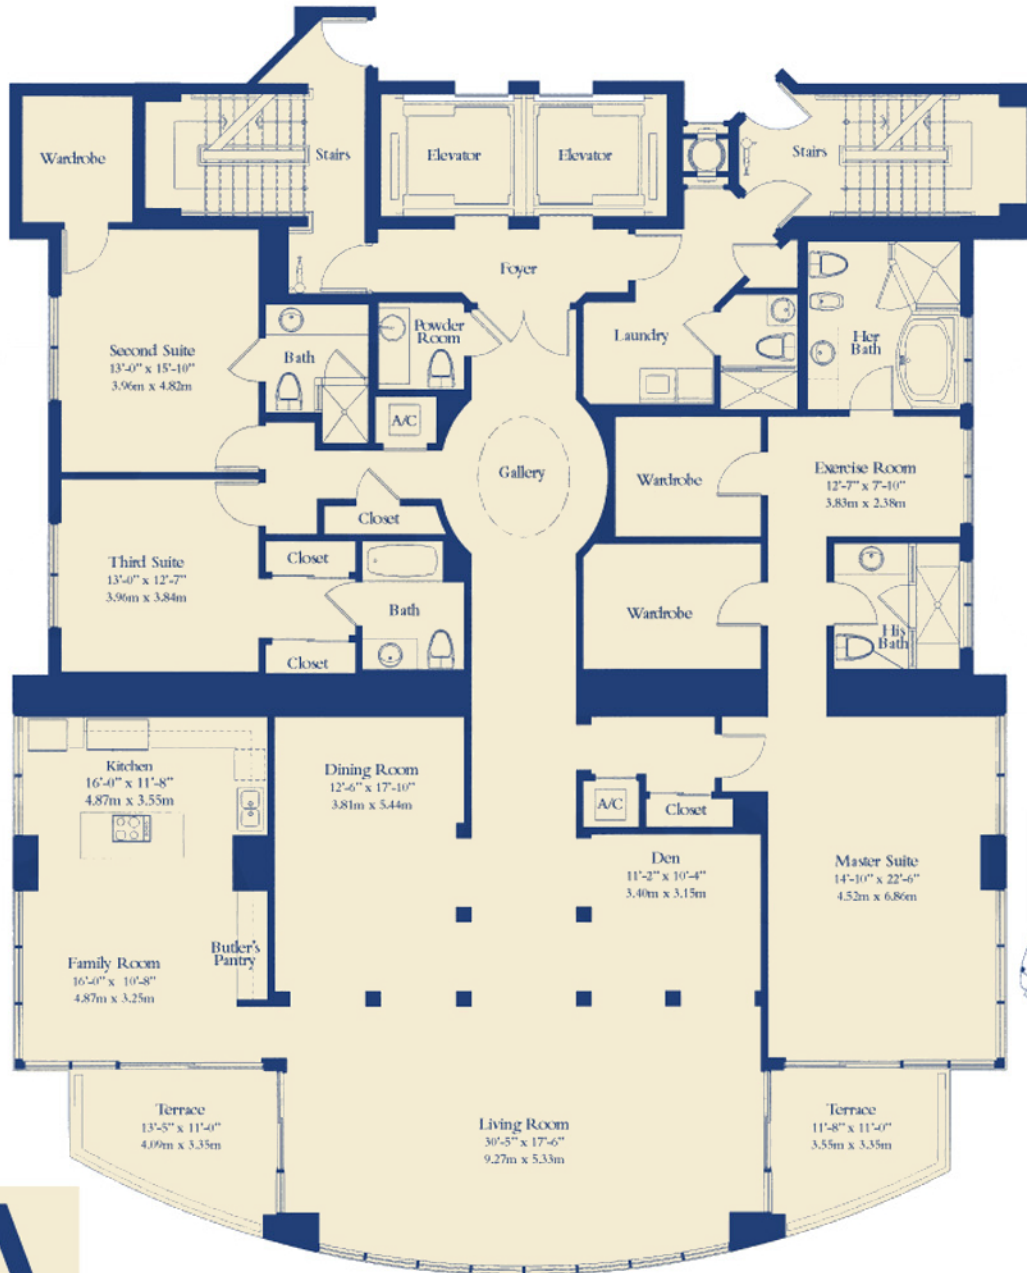 Wardrobe
Stairs
Elevator
Elevator
Stairs
Foyer
Second Suite
13'-0" x 15'-10"
3.96m x 4.82m
Bath
Powder
Room
Laundry
Her
Bath
A/C
Gallery
Wardrobe
Exercise Room
12'-7" x 7'-10"
3.83m x 2.38m
Closet
Third Suite
13'-0" x 12'-7"
3.96m x 3.84m
Closet
Bath
Closet
Wardrobe
His
Bath
Kitchen
16'-0" x 11'-8"
4.87m x 3.55m
Dining Room
12'-6" x 17'-10"
3.81m x 5.44m
A/C
Closet
Den
11'-2" x 10'-4"
3.40m x 3.15m
Master Suite
14'-10" x 22'-6"
4.52m x 6.86m
Family Room
16'-0" x 10'-8"
4.87m x 3.25m
Butler's
Pantry
Terrace
13'-5" x 11'-0"
4.09m x 3.35m
Living Room
30'-5" x 17'-6"
9.27m x 5.33m
Terrace
11'-8" x 11'-0"
3.55m x 3.35m